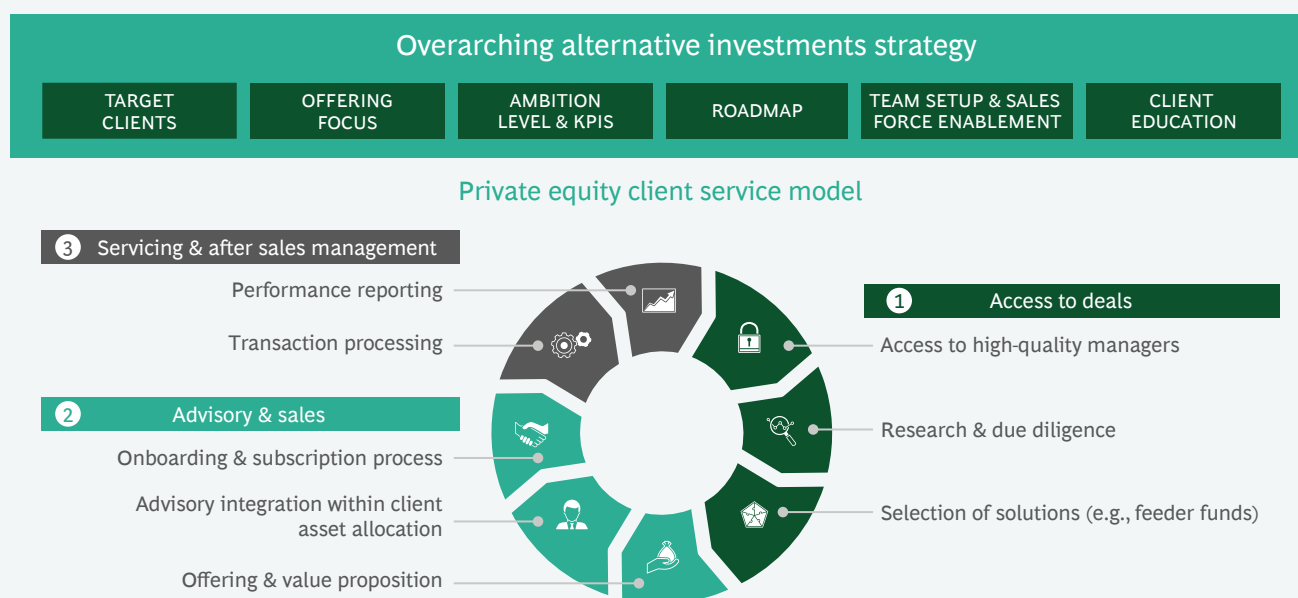 Overarching alternative investments strategy
TARGET
CLIENTS
OFFERING
FOCUS
AMBITION
LEVEL & KPIS
ROADMAP
TEAM SETUP & SALES
FORCE ENABLEMENT
CLIENT
EDUCATION
Private equity client service model
3 Servicing & after sales management
Performance reporting
Transaction processing
2 Advisory & sales
Onboarding & subscription process
Advisory integration within client
asset allocation
Offering & value proposition
1 Access to deals
Access to high-quality managers
Research & due diligence
Selection of solutions (e.g., feeder funds)